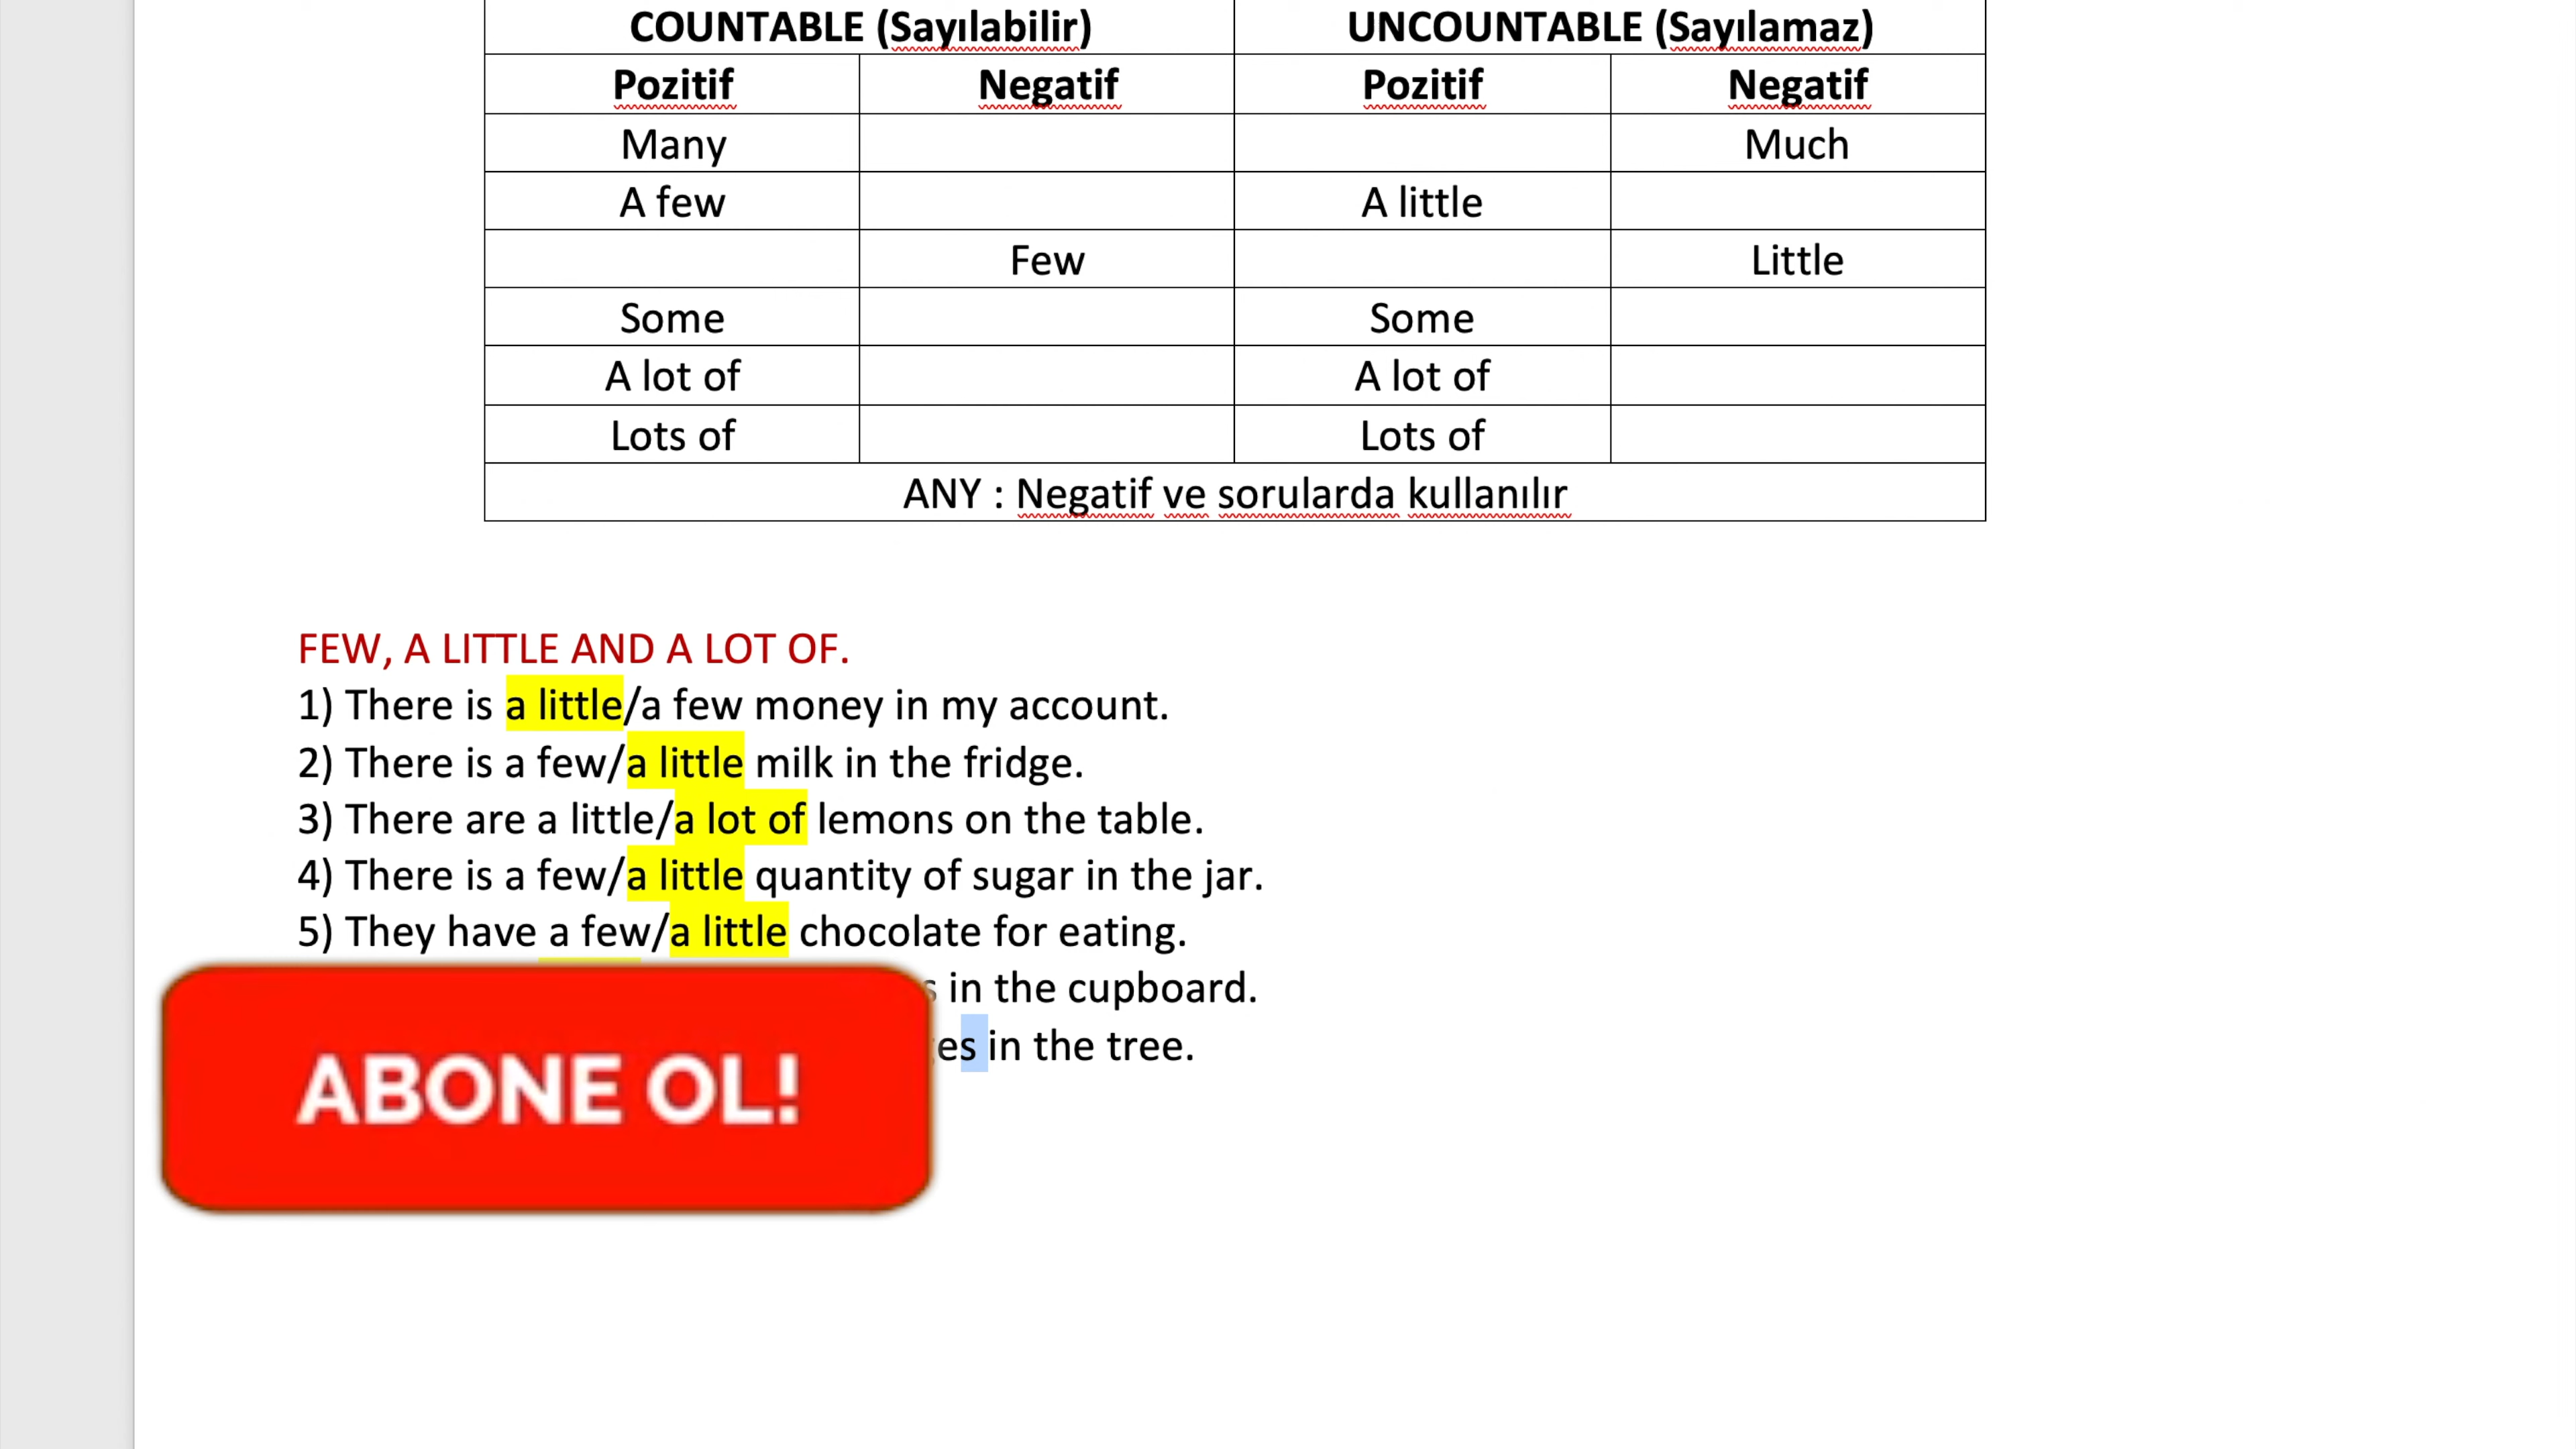 COUNTABLE (Sayılabilir) UNCOUNTABLE (Sayılamaz)
Pozitif Negatif Pozitif Negatif
Many Much
A few A little
Few Little
Some Some
A lot of A lot of
Lots of Lots of
ANY : Negatif ve sorularda kullanılır
FEW, A LITTLE AND A LOT OF.
1) There is a little/a few money in my account.
2) There is a few/a little milk in the fridge.
3) There are a little/a lot of lemons on the table.
4) There is a few/a little quantity of sugar in the jar.
5) They have a few/a little chocolate for eating.
in the cupboard.
in the tree.
ABONE OL!